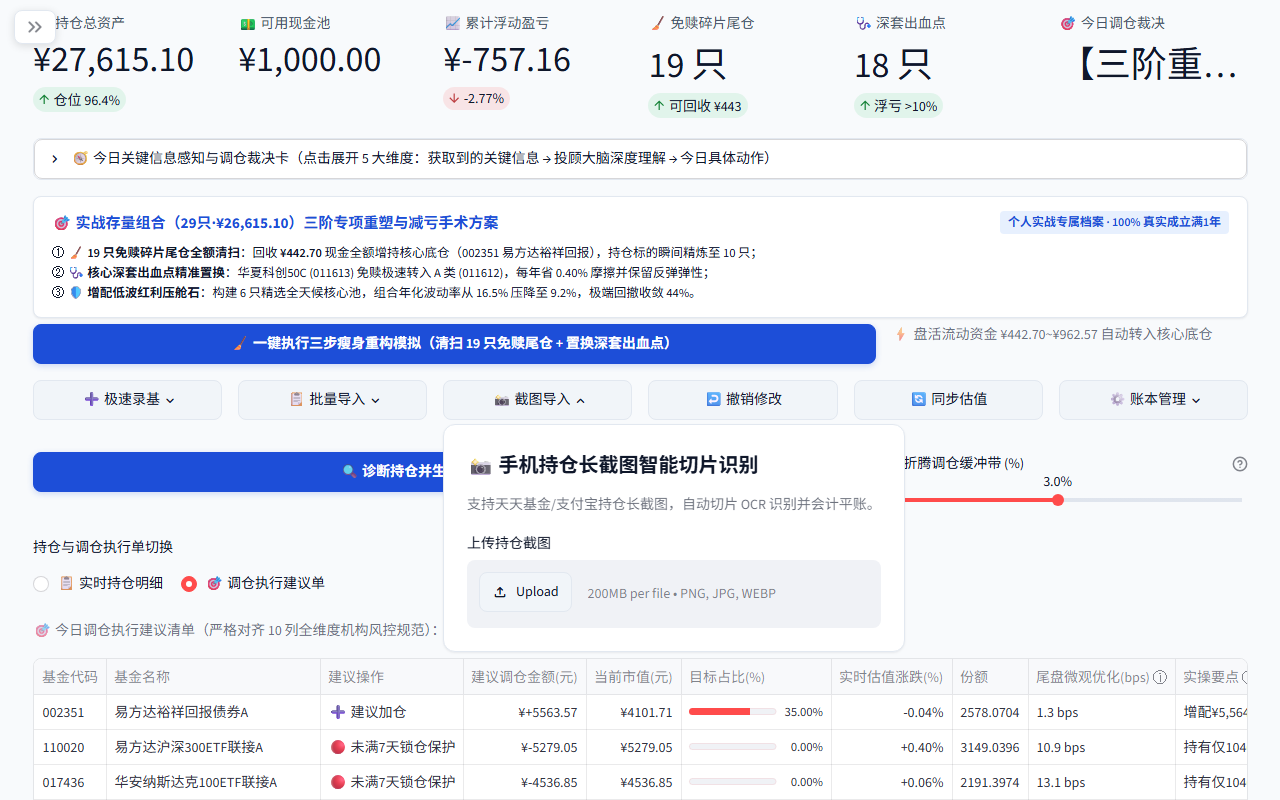 持仓总资产
¥27,615.10
仓位 96.4%
可用现金池
¥1,000.00
累计浮动盈亏
¥-757.16
-2.77%
免赎碎片尾仓
19 只
可回收 ¥443
深套出血点
18 只
浮亏 >10%
今日调仓裁决
【三阶重…
今日关键信息感知与调仓裁决卡（点击展开 5 大维度：获取到的关键信息 → 投顾大脑深度理解 → 今日具体动作）
实战存量组合（29只·¥26,615.10）三阶专项重塑与减亏手术方案
个人实战专属档案 · 100% 真实成立满1年
① 19 只免赎碎片尾仓全额清扫：回收 ¥442.70 现金全额增持核心底仓（002351 易方达裕祥回报），持仓标的瞬间精炼至 10 只；
② 核心深套出血点精准置换：华夏科创50C (011613) 免赎极速转入 A 类 (011612)，每年省 0.40% 摩擦并保留反弹弹性；
③ 增配低波红利压舱石：构建 6 只精选全天候核心池，组合年化波动率从 16.5% 压降至 9.2%，极端回撤收敛 44%。
一键执行三步瘦身重构模拟（清扫 19 只免赎尾仓 + 置换深套出血点）
盘活流动资金 ¥442.70~¥962.57 自动转入核心底仓
极速录基
批量导入
截图导入
撤销修改
同步估值
账本管理
诊断持仓并生
手机持仓长截图智能切片识别
支持天天基金/支付宝持仓长截图，自动切片 OCR 识别并会计平账。
上传持仓截图
Upload
200MB per file • PNG, JPG, WEBP
折腾调仓缓冲带 (%)
3.0%
持仓与调仓执行单切换
实时持仓明细
调仓执行建议单
今日调仓执行建议清单（严格对齐 10 列全维度机构风控规范）：
基金代码 基金名称 建议操作 建议调仓金额(元) 当前市值(元) 目标占比(%) 实时估值涨跌(%) 份额 尾盘微观优化(bps) 实操要点
002351 易方达裕祥回报债券A 建议加仓 ¥+5563.57 ¥4101.71 35.00% -0.04% 2578.0704 1.3 bps 增配¥5,564
110020 易方达沪深300ETF联接A 未满7天锁仓保护 ¥-5279.05 ¥5279.05 0.00% +0.40% 3149.0396 10.9 bps 持有仅104
017436 华安纳斯达克100ETF联接A 未满7天锁仓保护 ¥-4536.85 ¥4536.85 0.00% +0.06% 2191.3974 13.1 bps 持有仅104